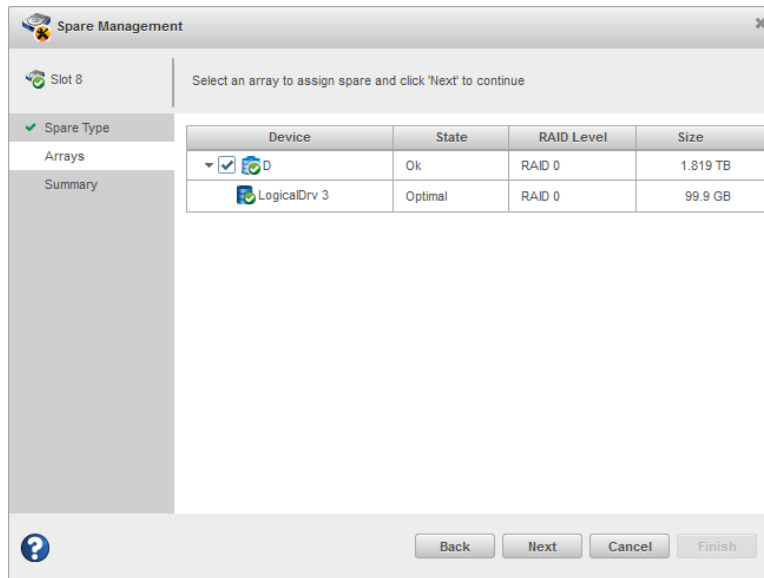 Spare Management
Slot 8
Select an array to assign spare and click 'Next' to continue
Spare Type
Arrays
Summary
Device State RAID Level Size
D Ok RAID 0 1.819 TB
LogicalDrv 3 Optimal RAID 0 99.9 GB
? Back Next Cancel Finish